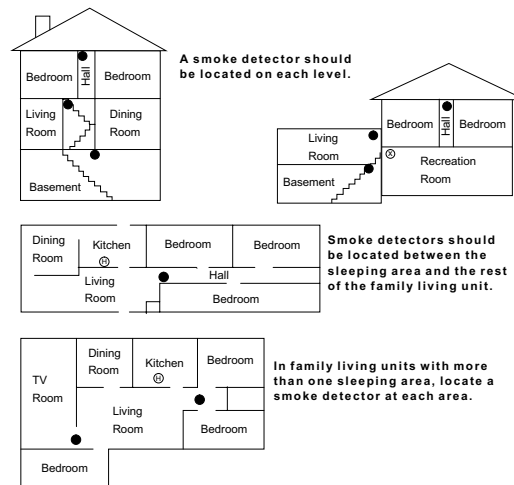 A smoke detector should
be located on each level.
Bedroom
Hall
Bedroom
Living
Room
Dining
Room
Basement
Bedroom
Hall
Bedroom
Living
Room
X
Recreation
Room
Basement
Dining
Room
Kitchen
H
Bedroom
Bedroom
Living
Room
Hall
Bedroom
Smoke detectors should
be located between the
sleeping area and the rest
of the family living unit.
TV
Room
Dining
Room
Kitchen
H
Bedroom
Living
Room
Bedroom
Bedroom
In family living units with more
than one sleeping area, locate a
smoke detector at each area.